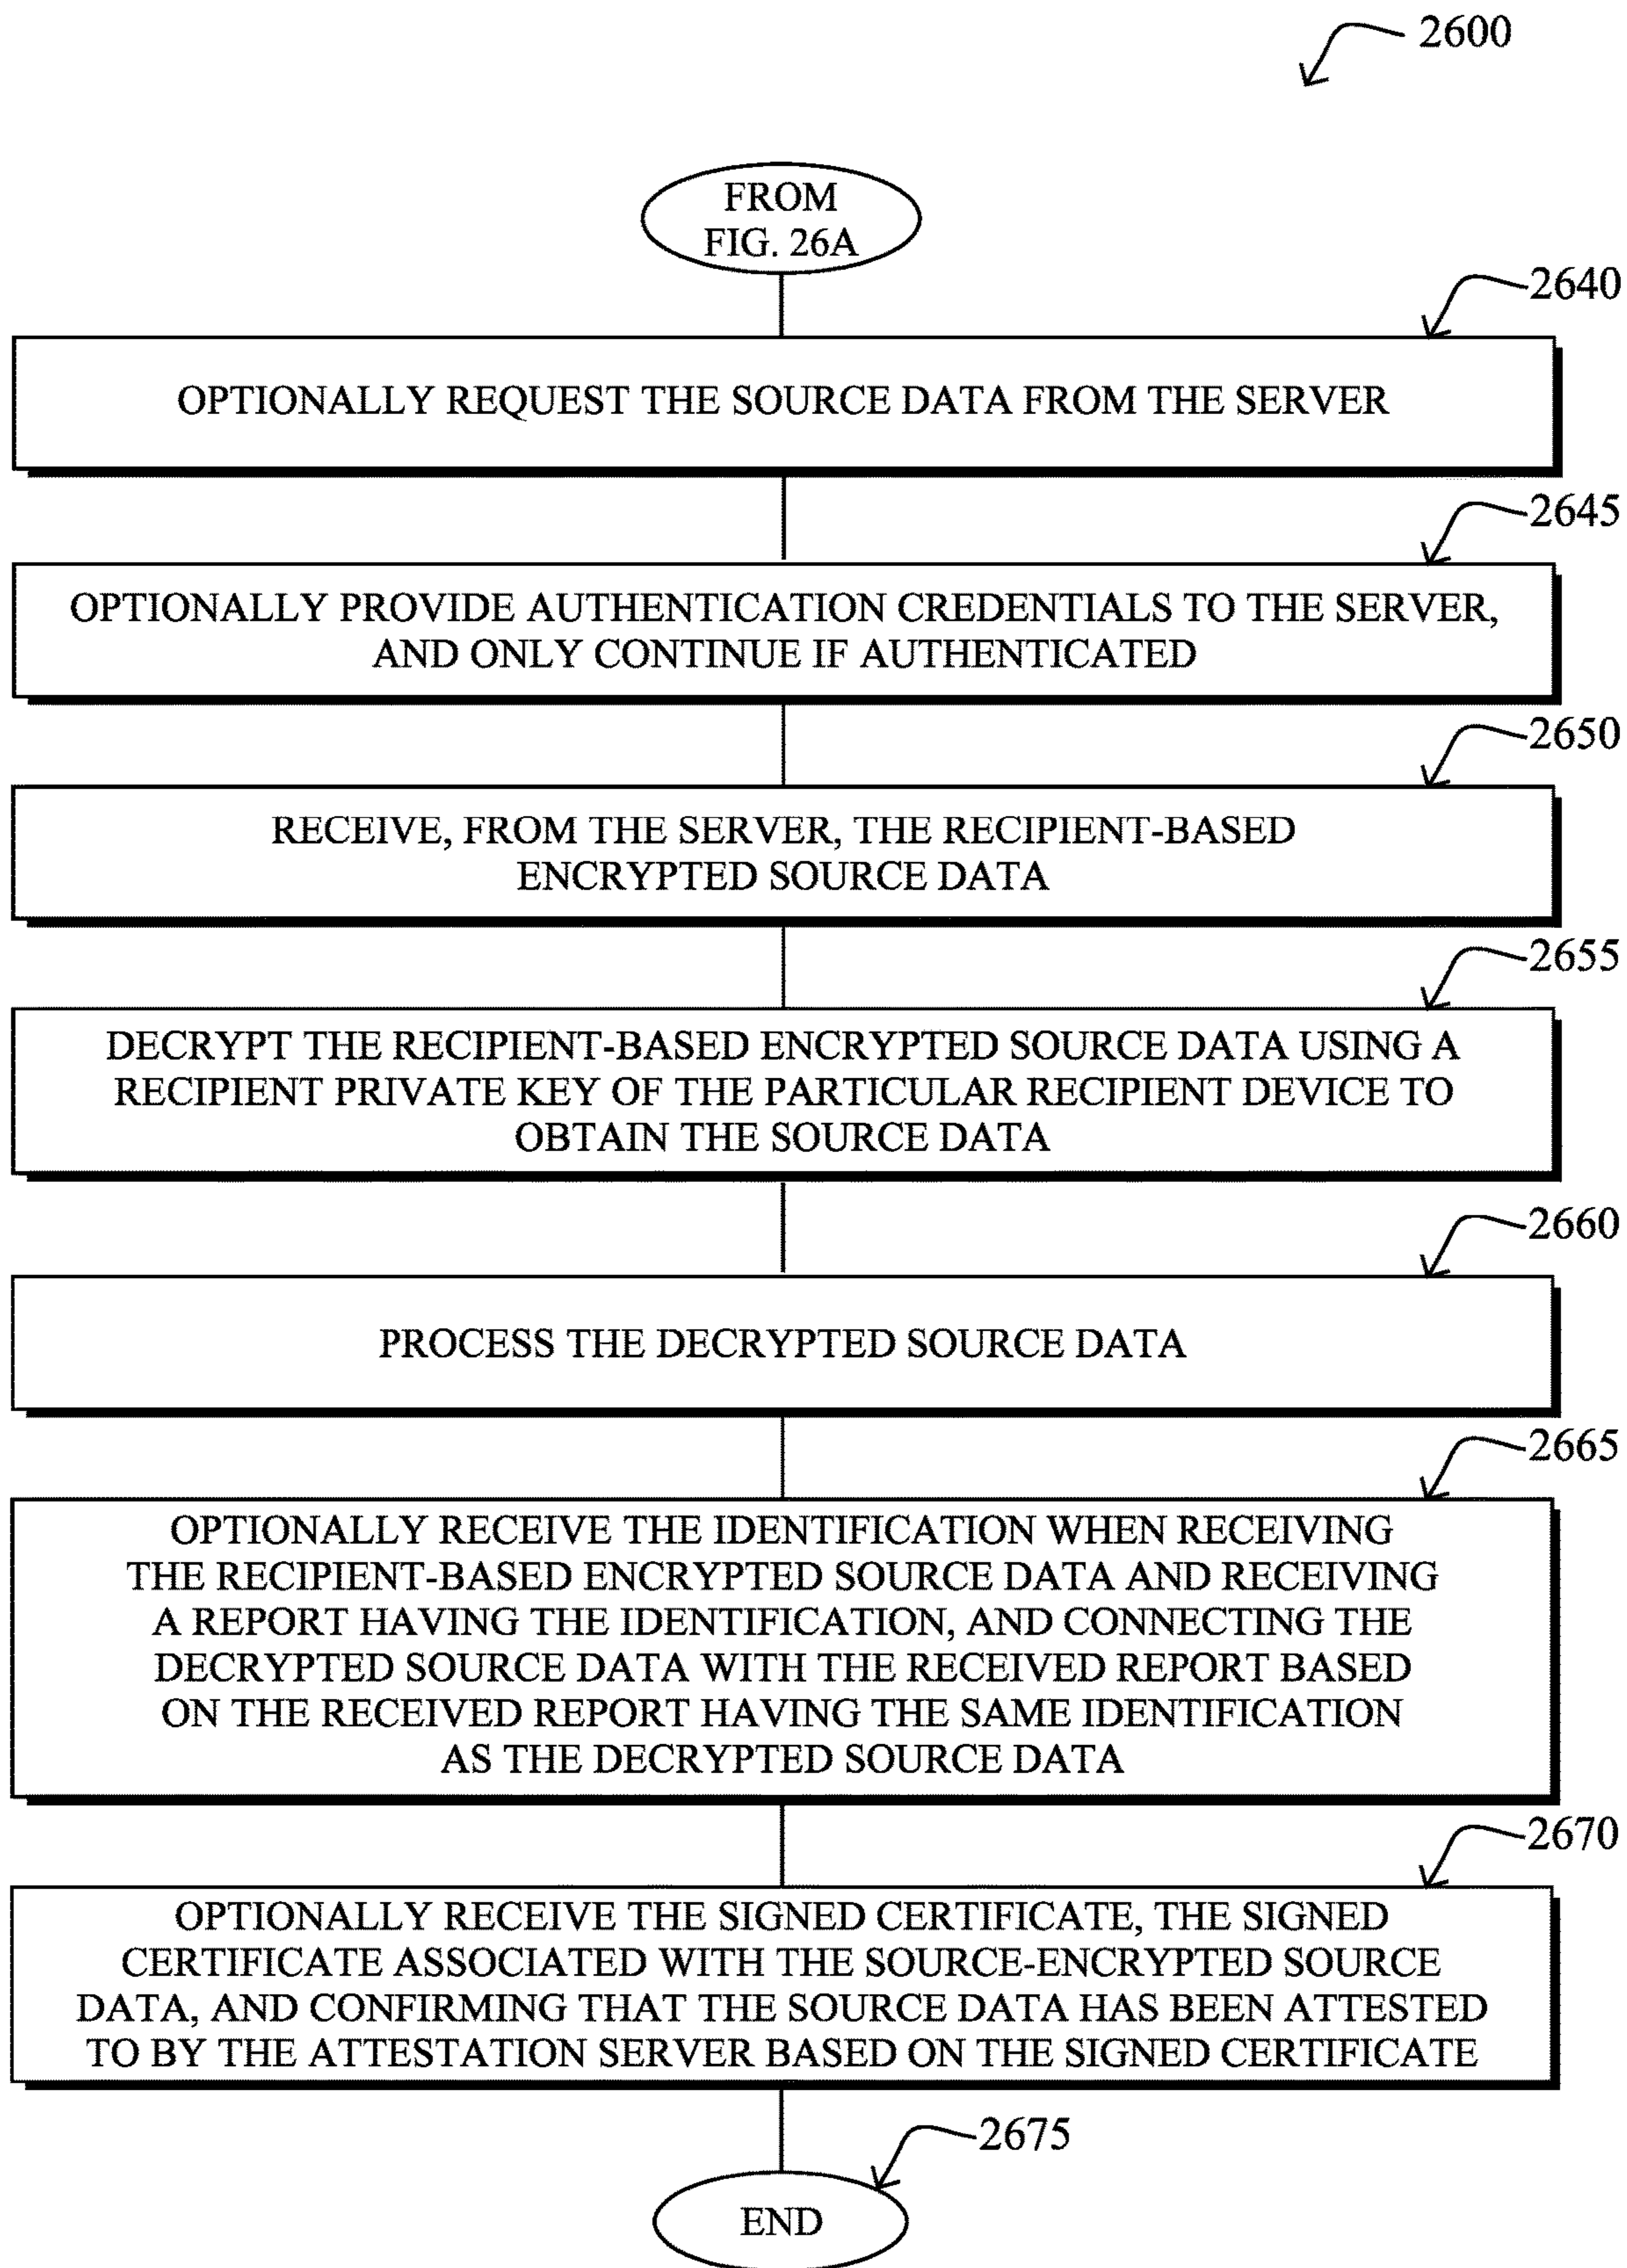 2600
FROM
FIG. 26A
2640
OPTIONALLY REQUEST THE SOURCE DATA FROM THE SERVER
2645
OPTIONALLY PROVIDE AUTHENTICATION CREDENTIALS TO THE SERVER,
AND ONLY CONTINUE IF AUTHENTICATED
2650
RECEIVE, FROM THE SERVER, THE RECIPIENT-BASED
ENCRYPTED SOURCE DATA
2655
DECRYPT THE RECIPIENT-BASED ENCRYPTED SOURCE DATA USING A
RECIPIENT PRIVATE KEY OF THE PARTICULAR RECIPIENT DEVICE TO
OBTAIN THE SOURCE DATA
2660
PROCESS THE DECRYPTED SOURCE DATA
2665
OPTIONALLY RECEIVE THE IDENTIFICATION WHEN RECEIVING
THE RECIPIENT-BASED ENCRYPTED SOURCE DATA AND RECEIVING
A REPORT HAVING THE IDENTIFICATION, AND CONNECTING THE
DECRYPTED SOURCE DATA WITH THE RECEIVED REPORT BASED
ON THE RECEIVED REPORT HAVING THE SAME IDENTIFICATION
AS THE DECRYPTED SOURCE DATA
2670
OPTIONALLY RECEIVE THE SIGNED CERTIFICATE, THE SIGNED
CERTIFICATE ASSOCIATED WITH THE SOURCE-ENCRYPTED SOURCE
DATA, AND CONFIRMING THAT THE SOURCE DATA HAS BEEN ATTESTED
TO BY THE ATTESTATION SERVER BASED ON THE SIGNED CERTIFICATE
2675
END